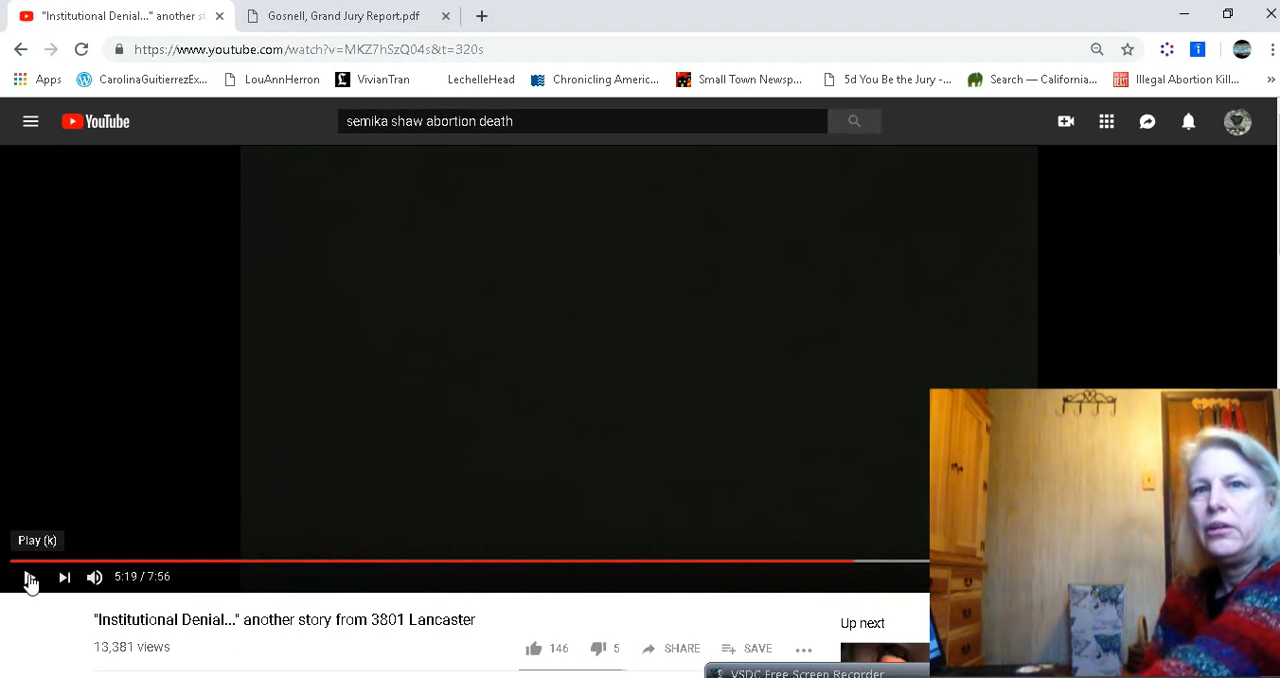 "Institutional Denial..." another st
Gosnell, Grand Jury Report.pdf
https://www.youtube.com/watch?v=MKZ7hSzQ04s&t=320s
Apps CarolinaGuitierrezEx... LouAnnHerron VivianTran LechelleHead Chronicling Americ... Small Town Newsp... 5d You Be the Jury -... Search — California... Illegal Abortion Kill... »
YouTube
semika shaw abortion death
Play (k)
5:19 / 7:56
"Institutional Denial..." another story from 3801 Lancaster
Up next
13,381 views
146 5 SHARE SAVE
VSDC Free Screen Recorder